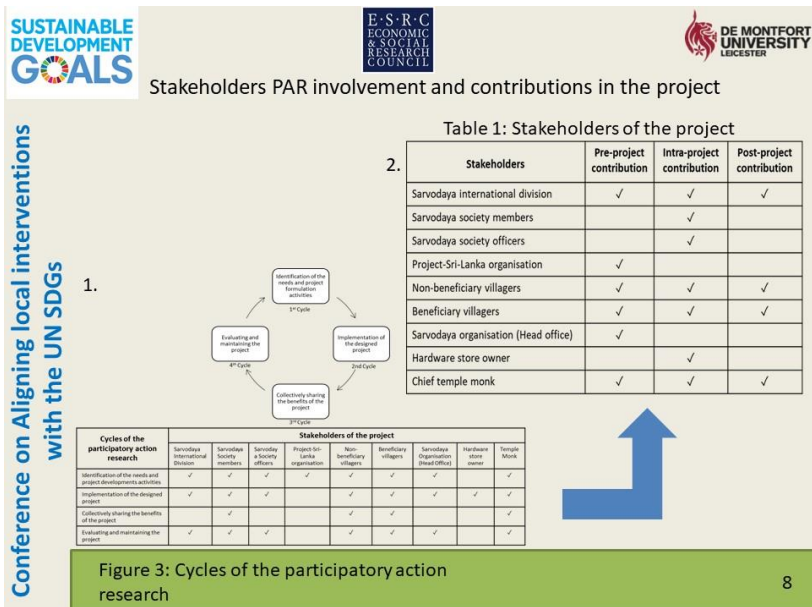 SUSTAINABLE
DEVELOPMENT
GOALS
E·S·R·C
ECONOMIC
& SOCIAL
RESEARCH
COUNCIL
DE MONTFORT
UNIVERSITY
LEICESTER
Stakeholders PAR involvement and contributions in the project
Conference on Aligning local interventions
with the UN SDGs
1.
Identification of the
needs and project
formulation
activities
1st Cycle
Implementation of
the designed
project
2nd Cycle
Collectively sharing
the benefits of
the project
3rd Cycle
Evaluating and
maintaining the
project
4th Cycle
2.
Table 1: Stakeholders of the project
Stakeholders Pre-project contribution Intra-project contribution Post-project contribution
Sarvodaya international division ✓ ✓ ✓
Sarvodaya society members ✓
Sarvodaya society officers ✓
Project-Sri-Lanka organisation ✓
Non-beneficiary villagers ✓ ✓ ✓
Beneficiary villagers ✓ ✓ ✓
Sarvodaya organisation (Head office) ✓
Hardware store owner ✓
Chief temple monk ✓ ✓ ✓
Cycles of the participatory action research Stakeholders of the project
Sarvodaya International Division Sarvodaya Society members Sarvoday a Society officers Project-Sri-Lanka organisation Non-beneficiary villagers Beneficiary villagers Sarvodaya Organisation (Head Office) Hardware store owner Temple Monk
Identification of the needs and project developments activities ✓ ✓ ✓ ✓ ✓ ✓ ✓ ✓
Implementation of the designed project ✓ ✓ ✓ ✓ ✓ ✓ ✓ ✓
Collectively sharing the benefits of the project ✓ ✓ ✓ ✓
Evaluating and maintaining the project ✓ ✓ ✓ ✓ ✓ ✓ ✓
Figure 3: Cycles of the participatory action
research
8